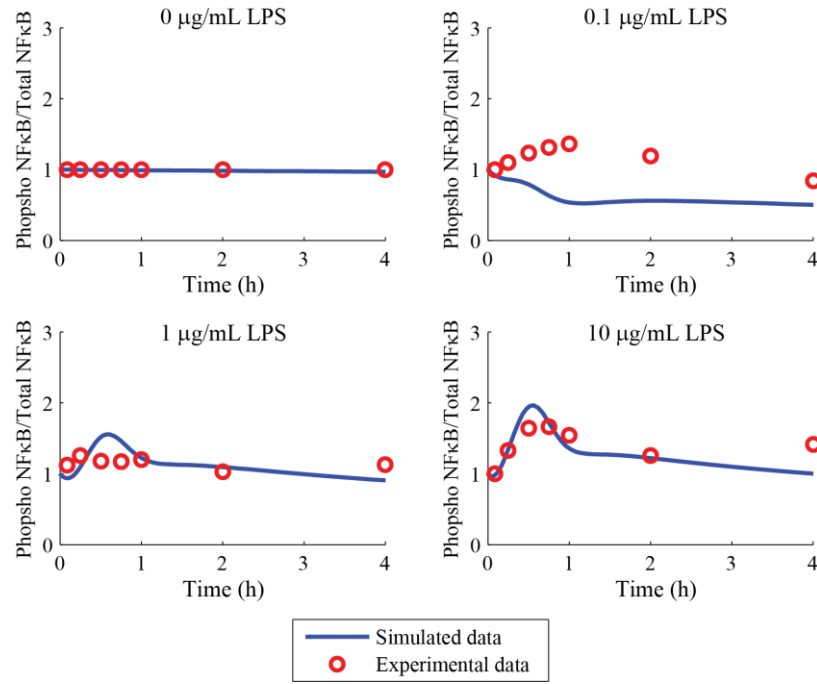 0 μg/mL LPS
Phopsho NFκB/Total NFκB
3
2
1
0
0 1 2 3 4
Time (h)
0.1 μg/mL LPS
Phopsho NFκB/Total NFκB
3
2
1
0
0 1 2 3 4
Time (h)
1 μg/mL LPS
Phopsho NFκB/Total NFκB
3
2
1
0
0 1 2 3 4
Time (h)
10 μg/mL LPS
Phopsho NFκB/Total NFκB
3
2
1
0
0 1 2 3 4
Time (h)
Simulated data
Experimental data